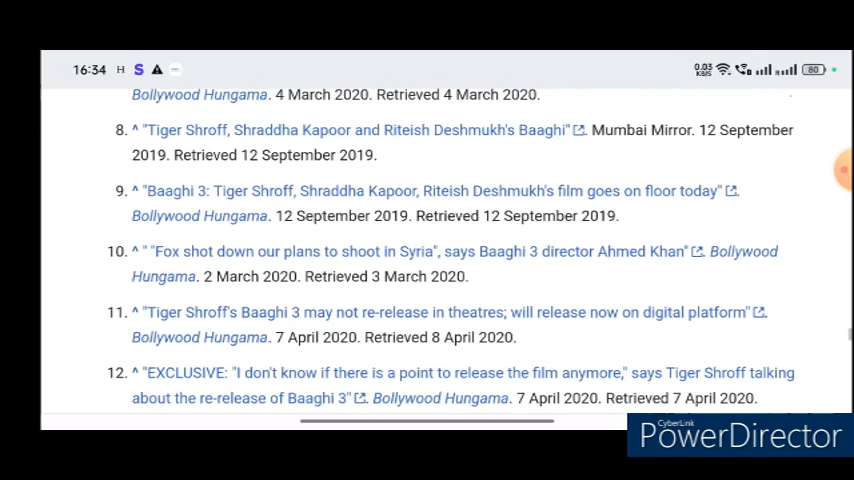 16:34 H S 0.03 KB/S 80
Bollywood Hungama. 4 March 2020. Retrieved 4 March 2020.
8. ^ "Tiger Shroff, Shraddha Kapoor and Riteish Deshmukh's Baaghi". Mumbai Mirror. 12 September
2019. Retrieved 12 September 2019.
9. ^ "Baaghi 3: Tiger Shroff, Shraddha Kapoor, Riteish Deshmukh's film goes on floor today".
Bollywood Hungama. 12 September 2019. Retrieved 12 September 2019.
10. ^ " "Fox shot down our plans to shoot in Syria", says Baaghi 3 director Ahmed Khan". Bollywood
Hungama. 2 March 2020. Retrieved 3 March 2020.
11. ^ "Tiger Shroff's Baaghi 3 may not re-release in theatres; will release now on digital platform".
Bollywood Hungama. 7 April 2020. Retrieved 8 April 2020.
12. ^ "EXCLUSIVE: "I don't know if there is a point to release the film anymore," says Tiger Shroff talking
about the re-release of Baaghi 3". Bollywood Hungama. 7 April 2020. Retrieved 7 April 2020.
CyberLink
PowerDirector